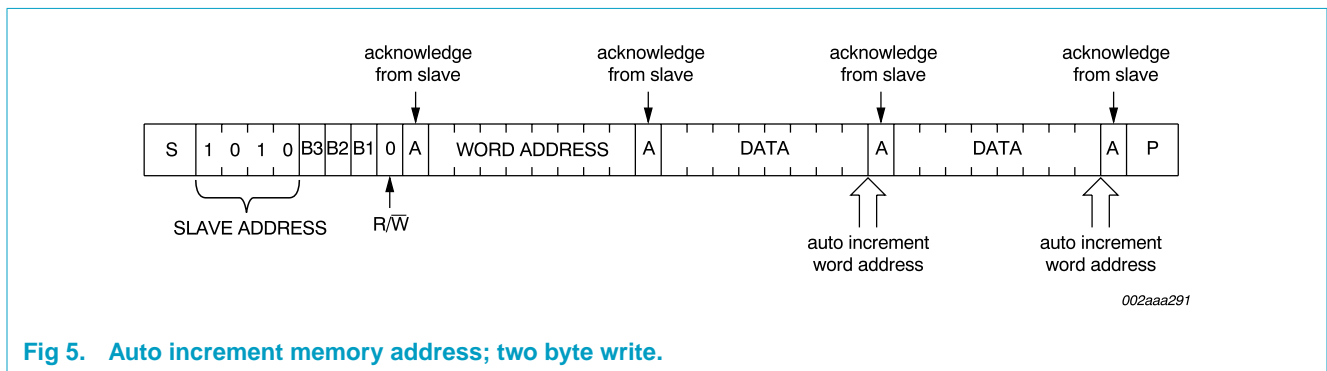 acknowledge from slave
acknowledge from slave
acknowledge from slave
acknowledge from slave
S 1 0 1 0 B3 B2 B1 0 A WORD ADDRESS A DATA A DATA A P
SLAVE ADDRESS
R/W̅
auto increment word address
auto increment word address
002aaa291
Fig 5. Auto increment memory address; two byte write.